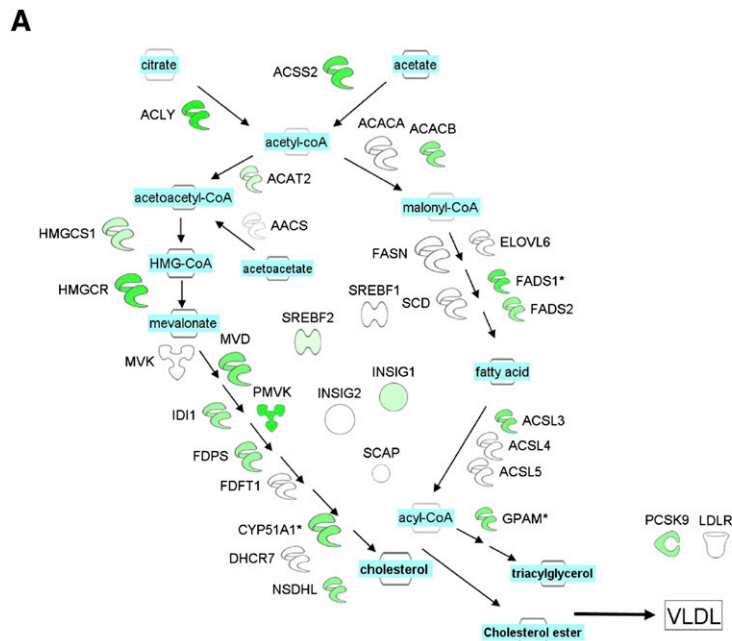 A
citrate
ACSS2
acetate
ACLY
acetyl-coA
ACACA
ACACB
ACAT2
acetoacetyl-CoA
malonyl-CoA
HMGCS1
AACS
FASN
ELOVL6
HMG-CoA
acetoacetate
FADS1*
HMGCR
SREBF1
SCD
FADS2
mevalonate
SREBF2
MVK
MVD
fatty acid
INSIG1
PMVK
INSIG2
IDI1
ACSL3
ACSL4
FDPS
SCAP
ACSL5
FDFT1
acyl-CoA
GPAM*
PCSK9
LDLR
CYP51A1*
DHCR7
cholesterol
triacylglycerol
NSDHL
VLDL
Cholesterol ester